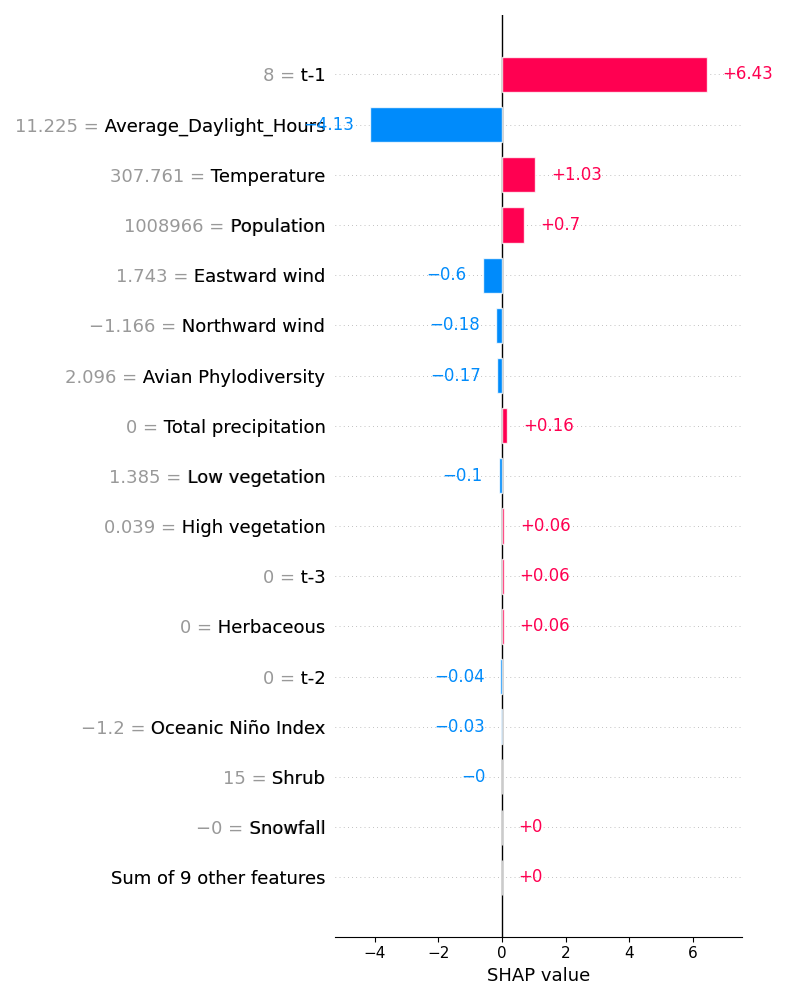 8 = t-1 +6.43
11.225 = Average_Daylight_Hours −4.13
307.761 = Temperature +1.03
1008966 = Population +0.7
1.743 = Eastward wind −0.6
−1.166 = Northward wind −0.18
2.096 = Avian Phylodiversity −0.17
0 = Total precipitation +0.16
1.385 = Low vegetation −0.1
0.039 = High vegetation +0.06
0 = t-3 +0.06
0 = Herbaceous +0.06
0 = t-2 −0.04
−1.2 = Oceanic Niño Index −0.03
15 = Shrub −0
−0 = Snowfall +0
Sum of 9 other features +0
−4 −2 0 2 4 6
SHAP value